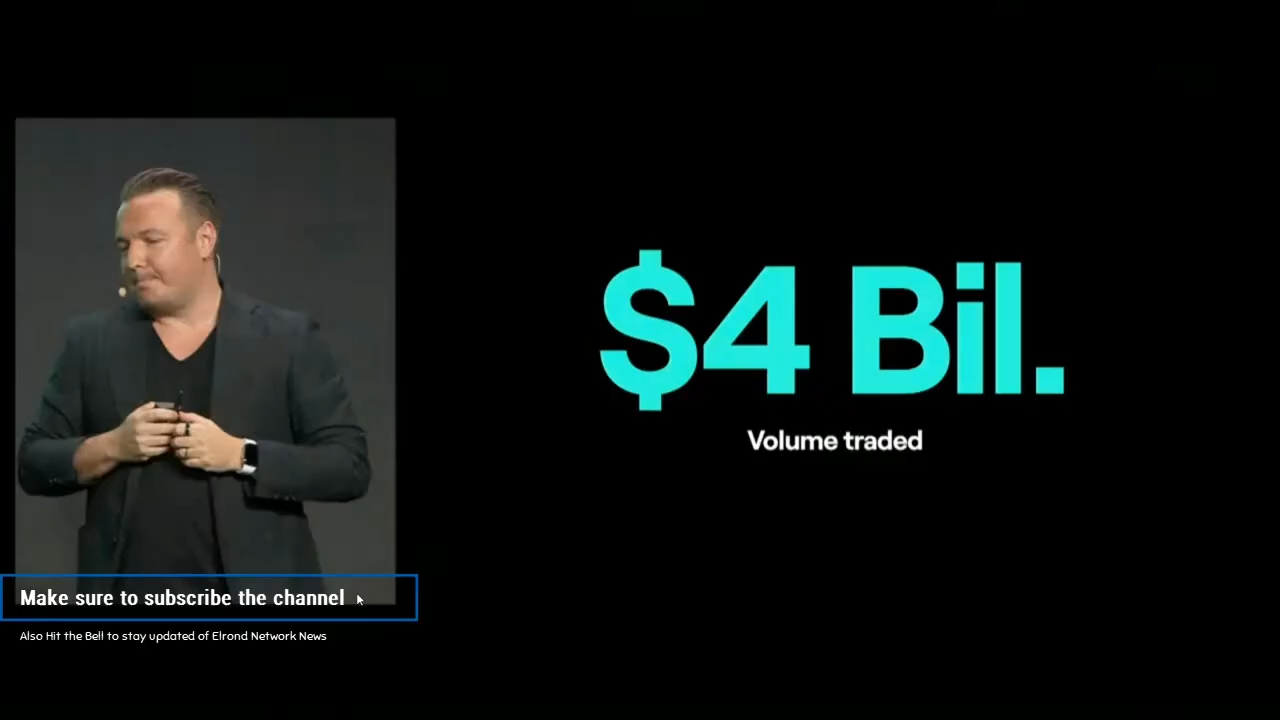 $4 Bil.
Volume traded
Make sure to subscribe the channel
Also Hit the Bell to stay updated of Elrond Network News